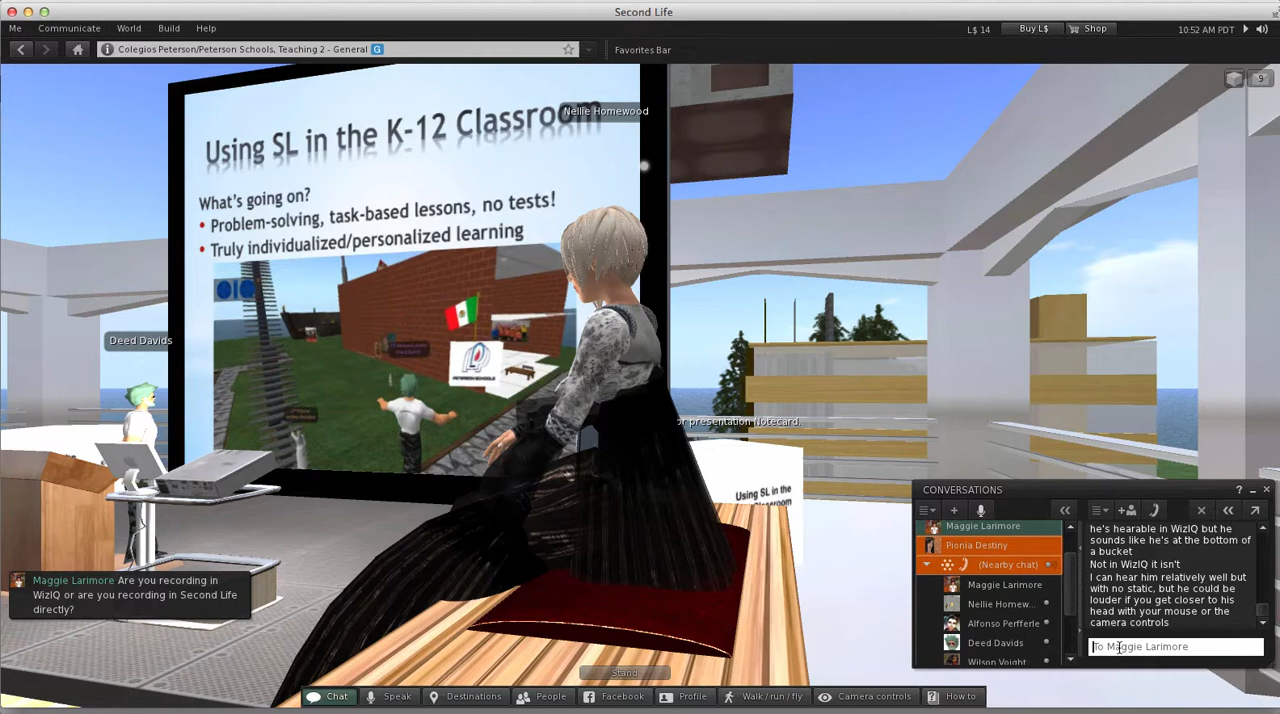 Second Life
Me Communicate World Build Help
L$ 14 Buy L$ Shop 10:52 AM PDT
Colegios Peterson/Peterson Schools, Teaching 2 - General G
Favorites Bar
9
Nellie Homewood
Using SL in the K-12 Classroom
What's going on?
• Problem-solving, task-based lessons, no tests!
• Truly individualized/personalized learning
PETERSON SCHOOLS
Deed Davids
or presentation Notecard.
Using SL in the
Maggie Larimore Are you recording in
WizIQ or are you recording in Second Life
directly?
CONVERSATIONS
Maggie Larimore
Pionia Destiny
(Nearby chat)
Maggie Larimore
Nellie Homew...
Alfonso Perfferle
Deed Davids
Wilson Voight
he's hearable in WizIQ but he
sounds like he's at the bottom of
a bucket
Not in WizIQ it isn't
I can hear him relatively well but
with no static, but he could be
louder if you get closer to his
head with your mouse or the
camera controls
To Maggie Larimore
Stand
Chat Speak Destinations People Facebook Profile Walk / run / fly Camera controls How to